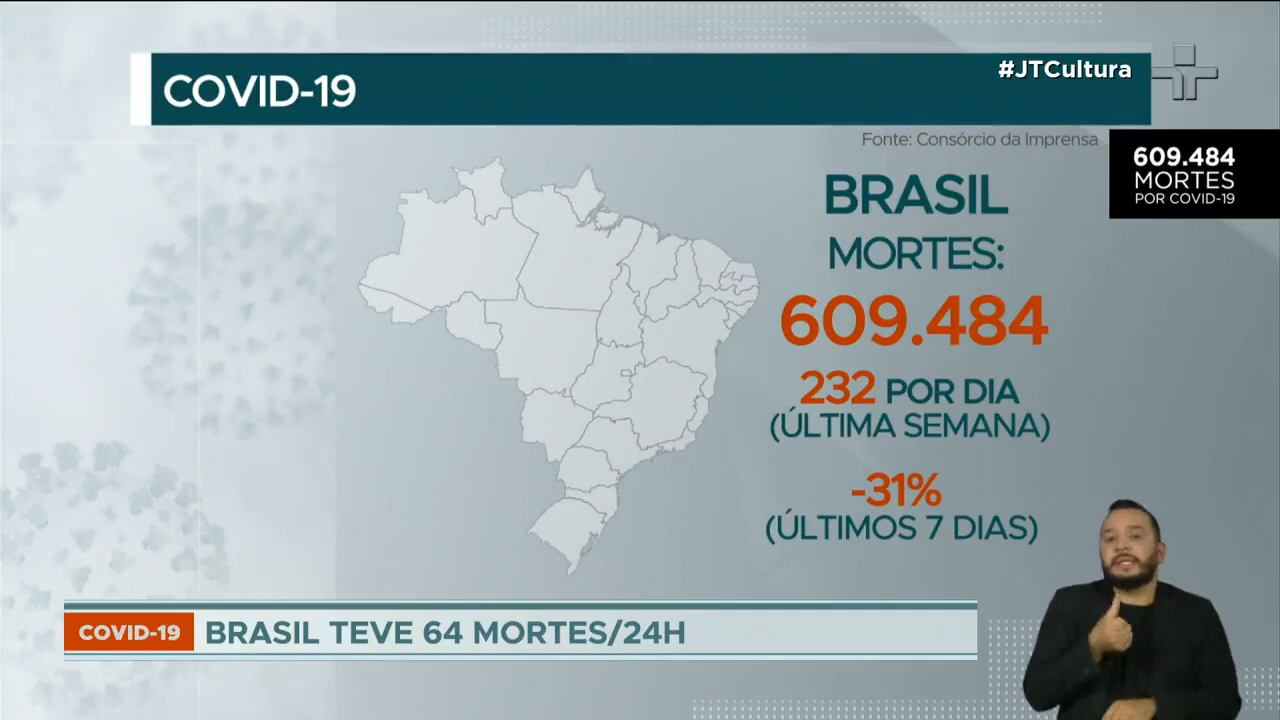 COVID-19
#JTCultura
Fonte: Consórcio da Imprensa
609.484
MORTES
POR COVID-19
BRASIL
MORTES:
609.484
232 POR DIA
(ÚLTIMA SEMANA)
-31%
(ÚLTIMOS 7 DIAS)
COVID-19 BRASIL TEVE 64 MORTES/24H